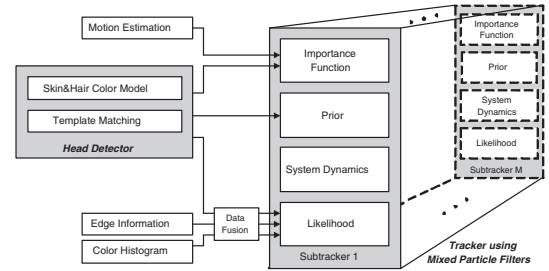 Motion Estimation
Skin&Hair Color Model
Template Matching
Head Detector
Edge Information
Color Histogram
Data
Fusion
Importance
Function
Prior
System Dynamics
Likelihood
Subtracker 1
Importance
Function
Prior
System
Dynamics
Likelihood
Subtracker M
Tracker using
Mixed Particle Filters